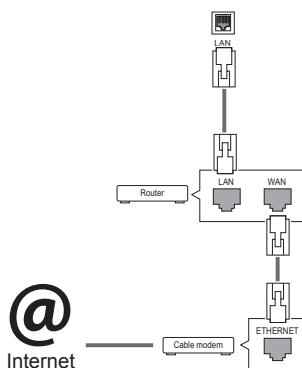 LAN
LAN
WAN
Router
ETHERNET
Cable modem
@
Internet